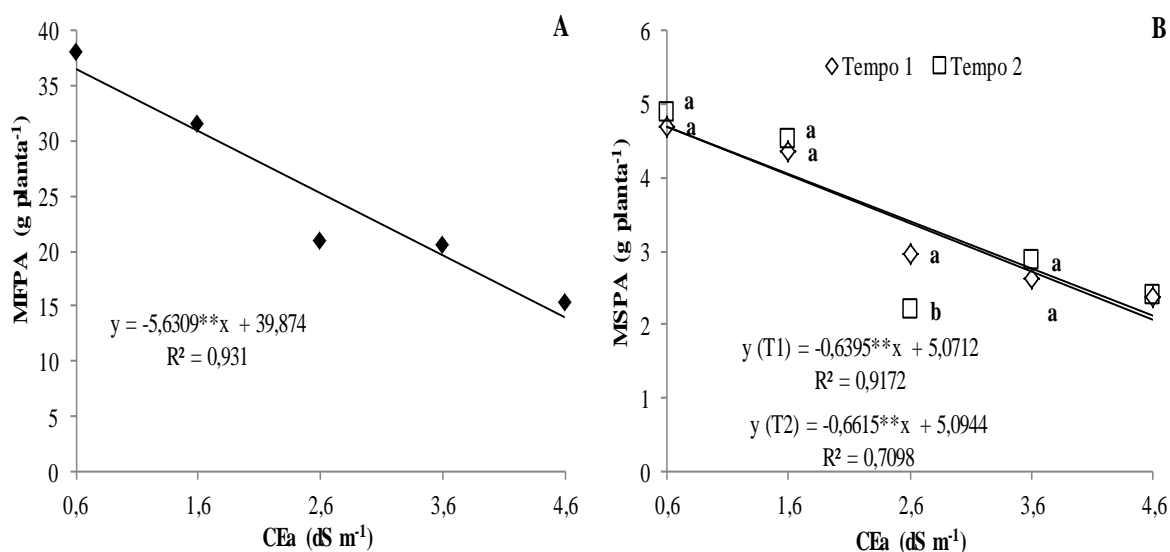 A
MFPA (g planta⁻¹)
40
35
30
25
20
15
10
5
0
y = -5,6309**x + 39,874
R² = 0,931
0,6 1,6 2,6 3,6 4,6
CEa (dS m⁻¹)
B
MSPA (g planta⁻¹)
6
5
4
3
2
1
0
Tempo 1 Tempo 2
a
a
a
a
a
b
a
a
y (T1) = -0,6395**x + 5,0712
R² = 0,9172
y (T2) = -0,6615**x + 5,0944
R² = 0,7098
0,6 1,6 2,6 3,6 4,6
CEa (dS m⁻¹)